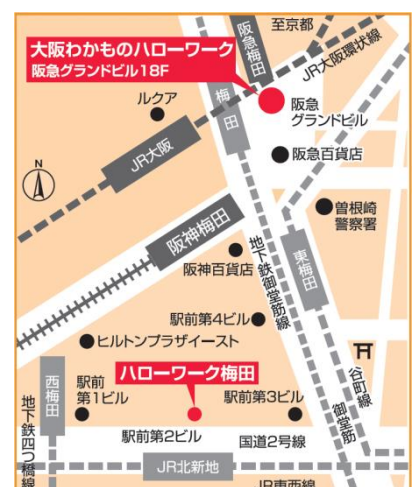 至京都
大阪わかものハローワーク
阪急グランドビル18F
阪急梅田
JR大阪環状線
ルクア
梅田
阪急
グランドビル
JR大阪
阪急百貨店
N
曽根崎
警察署
阪神梅田
阪神百貨店
地下鉄御堂筋線
東梅田
駅前第4ビル
ヒルトンプラザイースト
ハローワーク梅田
西梅田
駅前
第1ビル
駅前第3ビル
谷町線
御堂筋
駅前第2ビル
国道2号線
地下鉄四つ橋線
JR北新地
JR東西線